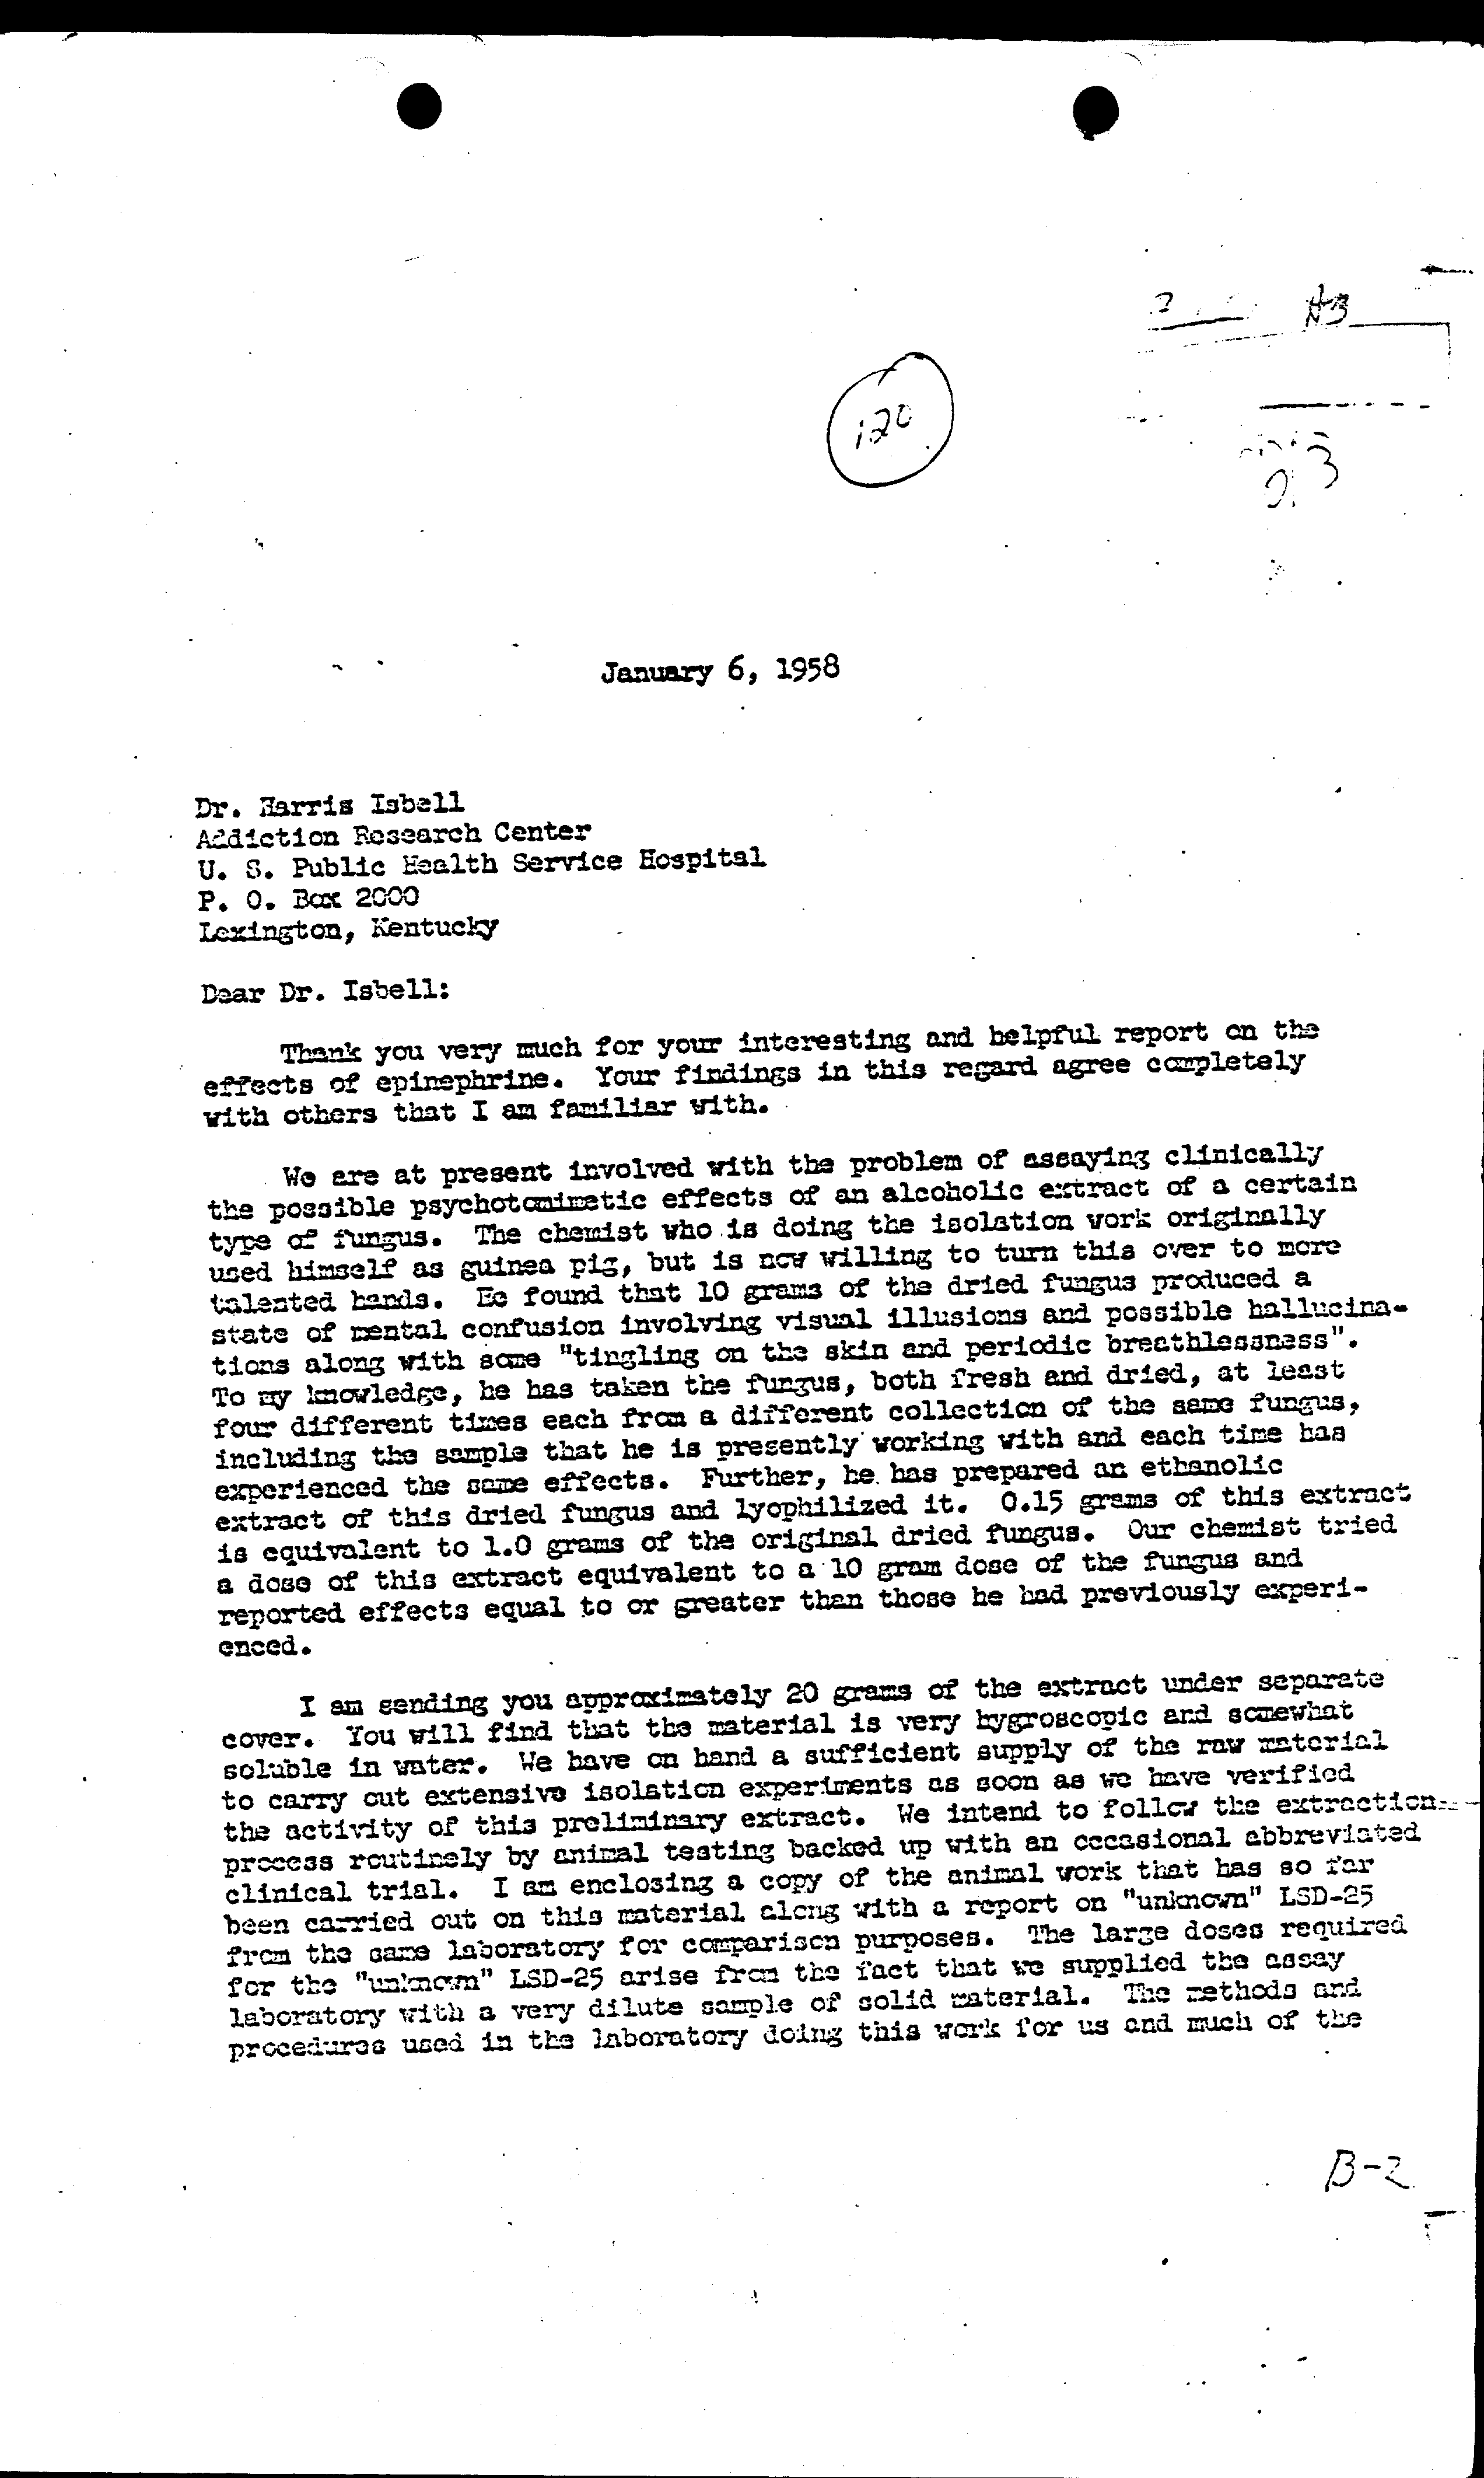 #3
120
January 6, 1958
Dr. Harris Isbell
Addiction Research Center
U. S. Public Health Service Hospital
P. O. Box 2000
Lexington, Kentucky
Dear Dr. Isbell:
Thank you very much for your interesting and helpful report on the
effects of epinephrine. Your findings in this regard agree completely
with others that I am familiar with.
We are at present involved with the problem of assaying clinically
the possible psychotomimetic effects of an alcoholic extract of a certain
type of fungus. The chemist who is doing the isolation work originally
used himself as guinea pig, but is now willing to turn this over to more
talented hands. He found that 10 grams of the dried fungus produced a
state of mental confusion involving visual illusions and possible hallucina-
tions along with some "tingling on the skin and periodic breathlessness".
To my knowledge, he has taken the fungus, both fresh and dried, at least
four different times each from a different collection of the same fungus,
including the sample that he is presently working with and each time has
experienced the same effects. Further, he has prepared an ethanolic
extract of this dried fungus and lyophilized it. 0.15 grams of this extract
is equivalent to 1.0 grams of the original dried fungus. Our chemist tried
a dose of this extract equivalent to a 10 gram dose of the fungus and
reported effects equal to or greater than those he had previously experi-
enced.
I am sending you approximately 20 grams of the extract under separate
cover. You will find that the material is very hygroscopic and somewhat
soluble in water. We have on hand a sufficient supply of the raw material
to carry out extensive isolation experiments as soon as we have verified
the activity of this preliminary extract. We intend to follow the extraction
process routinely by animal testing backed up with an occasional abbreviated
clinical trial. I am enclosing a copy of the animal work that has so far
been carried out on this material along with a report on "unknown" LSD-25
from the same laboratory for comparison purposes. The large doses required
for the "unknown" LSD-25 arise from the fact that we supplied the assay
laboratory with a very dilute sample of solid material. The methods and
procedures used in the laboratory doing this work for us and much of the
B-2